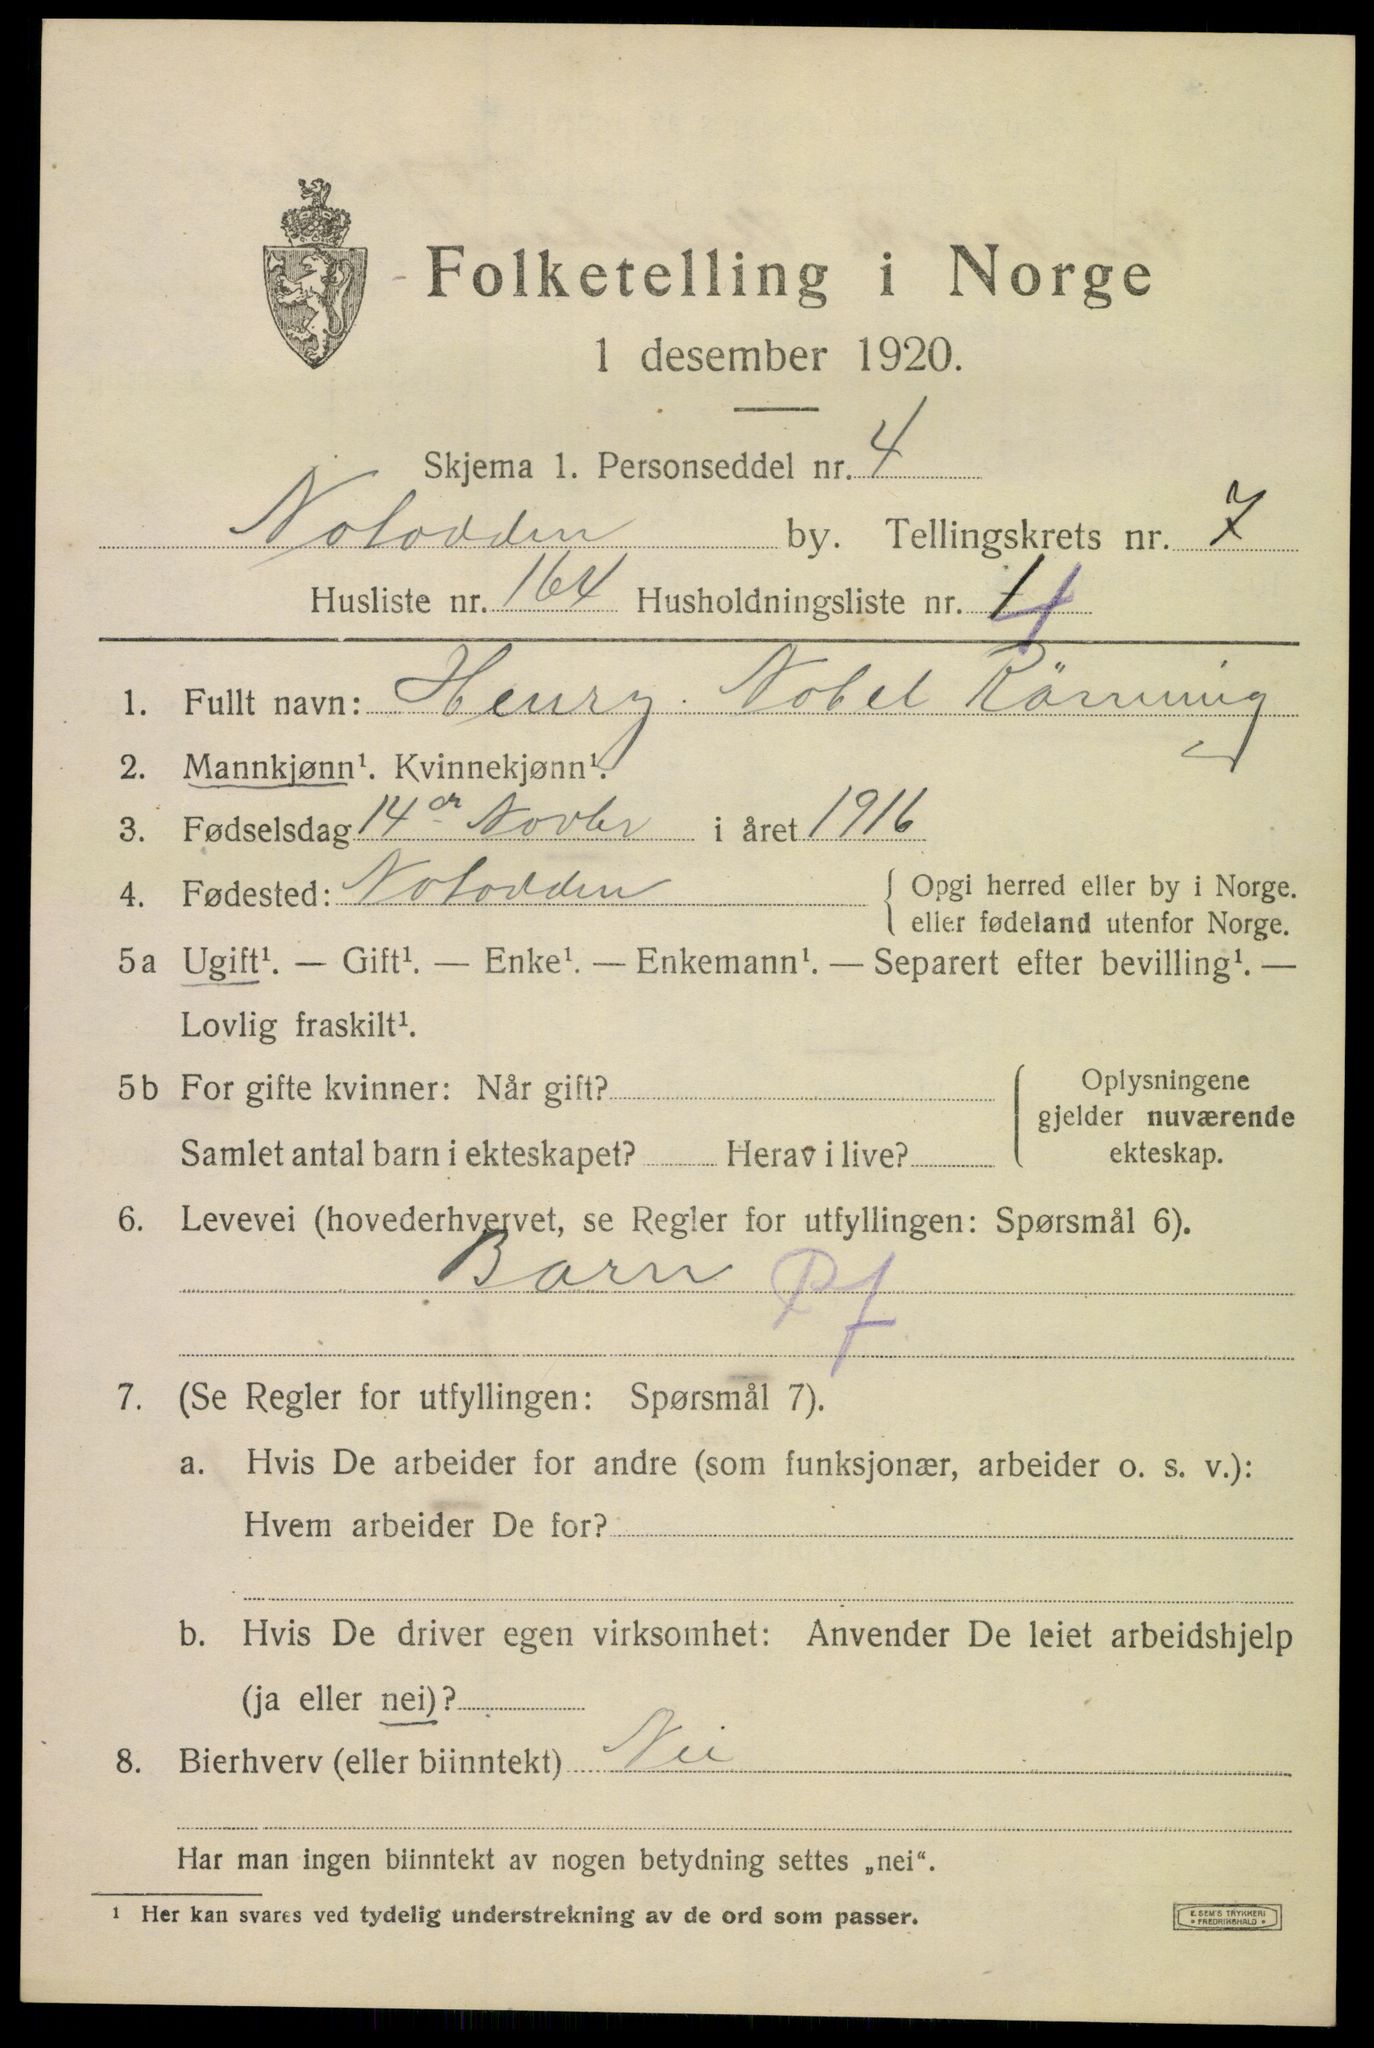 Folketelling i Norge
1 desember 1920.
Skjema 1. Personseddel nr. 4
Notodden by. Tellingskrets nr. 7
Husliste nr. 164 Husholdningsliste nr. 1
1. Fullt navn: Henry Nobel Rönning
2. Mannkjønn¹. Kvinnekjønn¹.
3. Fødselsdag 14de Novbr i året 1916
4. Fødested: Notodden { Opgi herred eller by i Norge.
eller fødeland utenfor Norge.
5a Ugift¹. — Gift¹. — Enke¹. — Enkemann¹. — Separert efter bevilling¹. —
Lovlig fraskilt¹.
5b For gifte kvinner: Når gift? { Oplysningene
gjelder nuværende
Samlet antal barn i ekteskapet? Herav i live? ekteskap.
6. Levevei (hovederhvervet, se Regler for utfyllingen: Spørsmål 6).
Barn Pf
7. (Se Regler for utfyllingen: Spørsmål 7).
a. Hvis De arbeider for andre (som funksjonær, arbeider o. s. v.):
Hvem arbeider De for?
b. Hvis De driver egen virksomhet: Anvender De leiet arbeidshjelp
(ja eller nei)?
8. Bierhverv (eller biinntekt) Nei
Har man ingen biinntekt av nogen betydning settes „nei“.
¹ Her kan svares ved tydelig understrekning av de ord som passer.
E. SEM'S TRYKKERI
• FREDRIKSHALD •